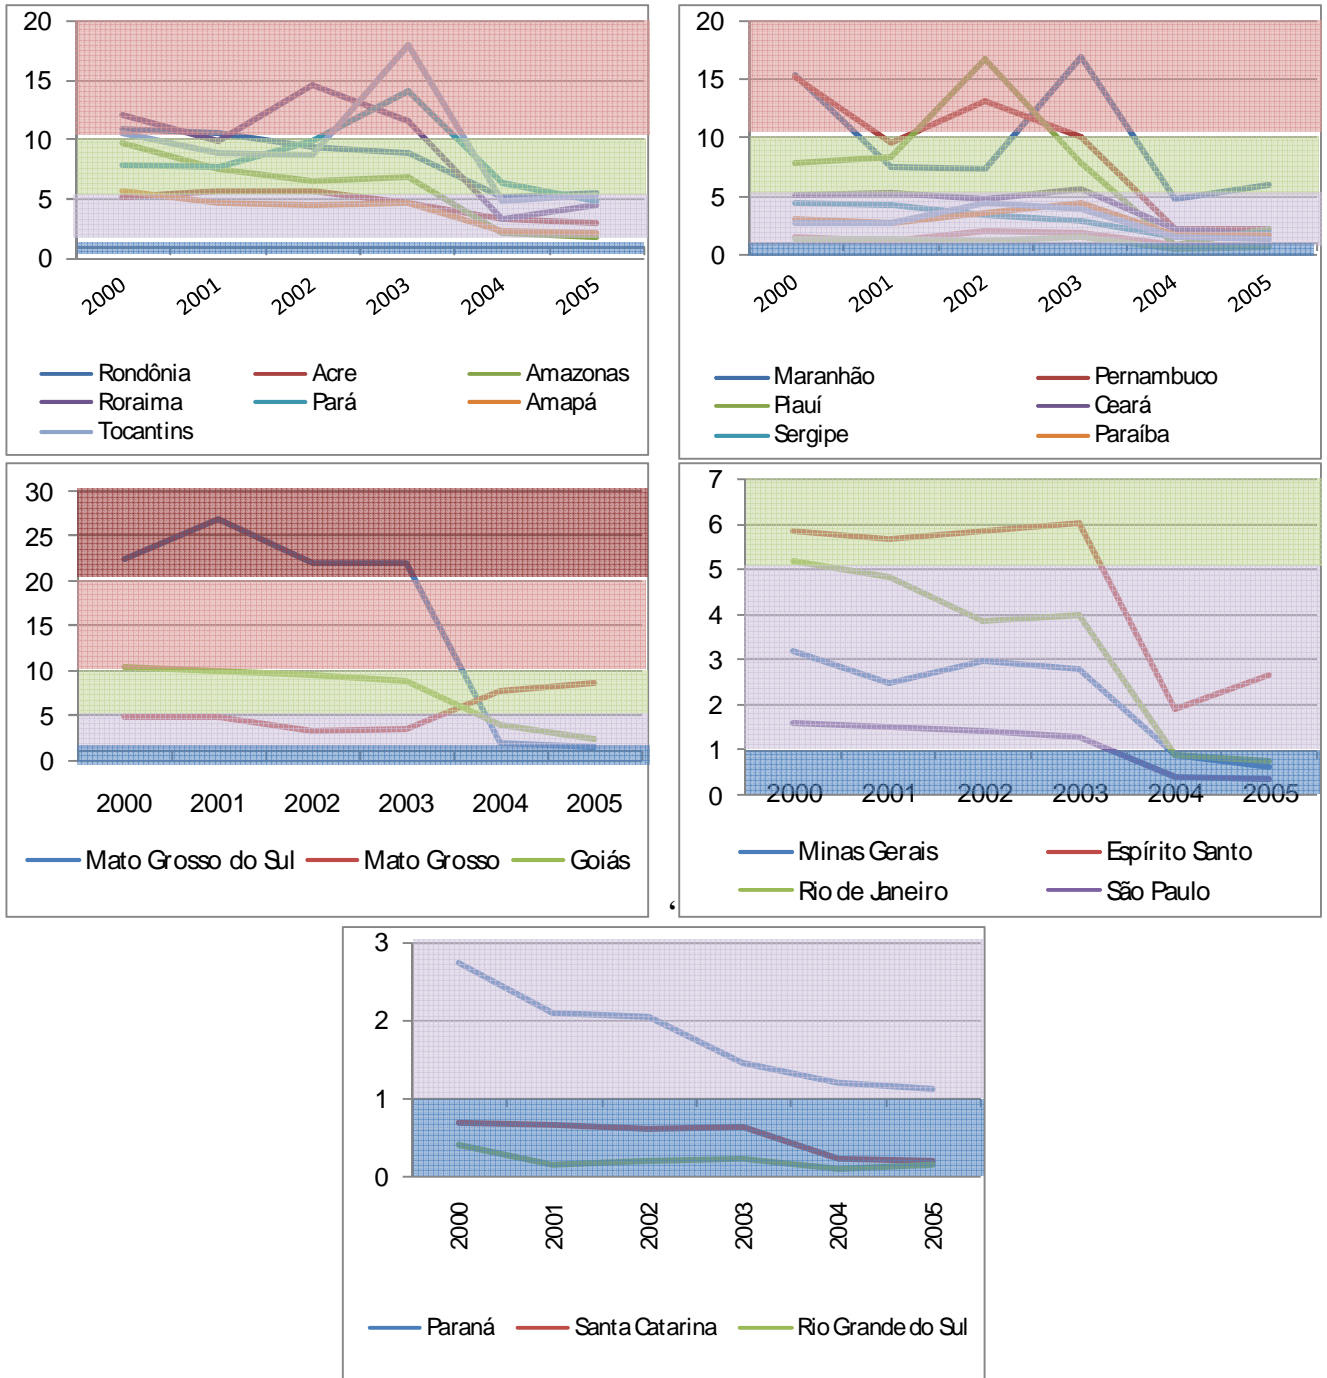 20
15
10
5
0
2000 2001 2002 2003 2004 2005
Rondônia Acre Amazonas
Roraima Pará Amapá
Tocantins
20
15
10
5
0
2000 2001 2002 2003 2004 2005
Maranhão Pernambuco
Piauí Ceará
Sergipe Paraíba
30
25
20
15
10
5
0
2000 2001 2002 2003 2004 2005
Mato Grosso do Sul Mato Grosso Goiás
‘
7
6
5
4
3
2
1
0
2000 2001 2002 2003 2004 2005
Minas Gerais Espírito Santo
Rio de Janeiro São Paulo
3
2
1
0
2000 2001 2002 2003 2004 2005
Paraná Santa Catarina Rio Grande do Sul